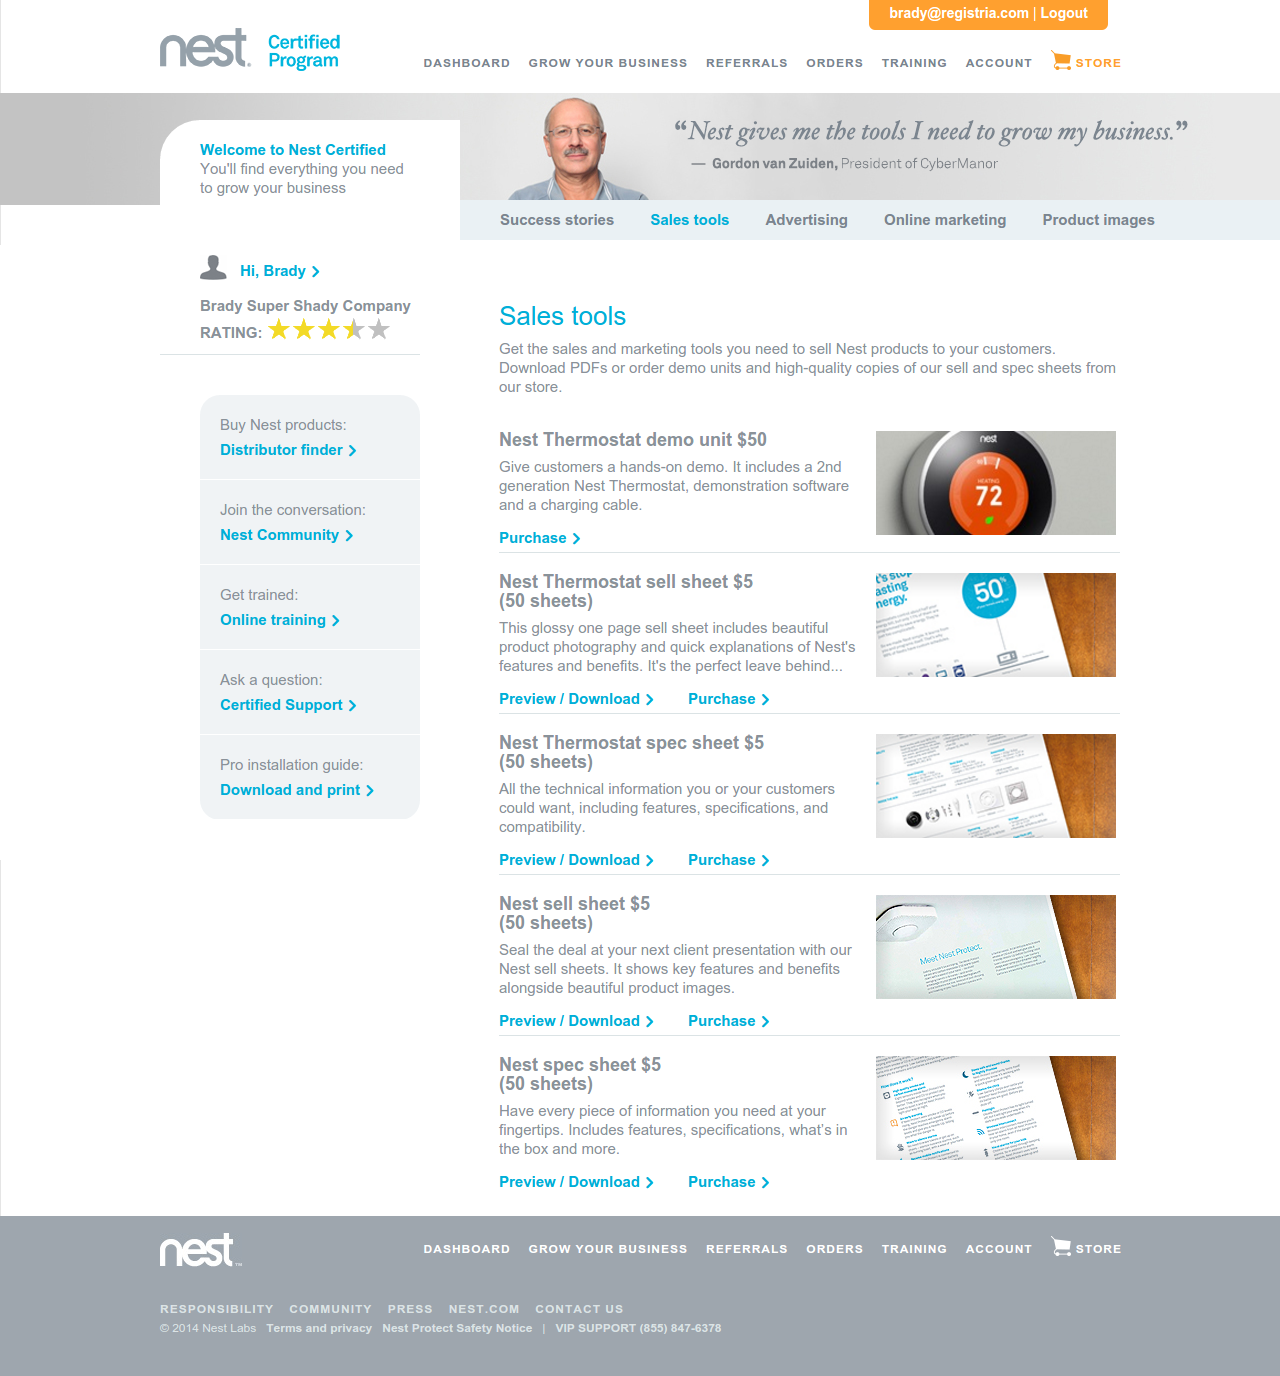 brady@registria.com | Logout
nest Certified Program
DASHBOARD GROW YOUR BUSINESS REFERRALS ORDERS TRAINING ACCOUNT STORE
“Nest gives me the tools I need to grow my business.”
— Gordon van Zuiden, President of CyberManor
Welcome to Nest Certified
You'll find everything you need
to grow your business
Success stories Sales tools Advertising Online marketing Product images
Hi, Brady
Brady Super Shady Company
RATING:
Buy Nest products:
Distributor finder
Join the conversation:
Nest Community
Get trained:
Online training
Ask a question:
Certified Support
Pro installation guide:
Download and print
Sales tools
Get the sales and marketing tools you need to sell Nest products to your customers.
Download PDFs or order demo units and high-quality copies of our sell and spec sheets from
our store.
Nest Thermostat demo unit $50
Give customers a hands-on demo. It includes a 2nd
generation Nest Thermostat, demonstration software
and a charging cable.
Purchase
nest
HEATING
72
Nest Thermostat sell sheet $5
(50 sheets)
This glossy one page sell sheet includes beautiful
product photography and quick explanations of Nest's
features and benefits. It's the perfect leave behind...
Preview / Download Purchase
50%
Nest Thermostat spec sheet $5
(50 sheets)
All the technical information you or your customers
could want, including features, specifications, and
compatibility.
Preview / Download Purchase
Nest sell sheet $5
(50 sheets)
Seal the deal at your next client presentation with our
Nest sell sheets. It shows key features and benefits
alongside beautiful product images.
Preview / Download Purchase
Meet Nest Protect.
Nest spec sheet $5
(50 sheets)
Have every piece of information you need at your
fingertips. Includes features, specifications, what’s in
the box and more.
Preview / Download Purchase
nest™
DASHBOARD GROW YOUR BUSINESS REFERRALS ORDERS TRAINING ACCOUNT STORE
RESPONSIBILITY COMMUNITY PRESS NEST.COM CONTACT US
© 2014 Nest Labs Terms and privacy Nest Protect Safety Notice | VIP SUPPORT (855) 847-6378